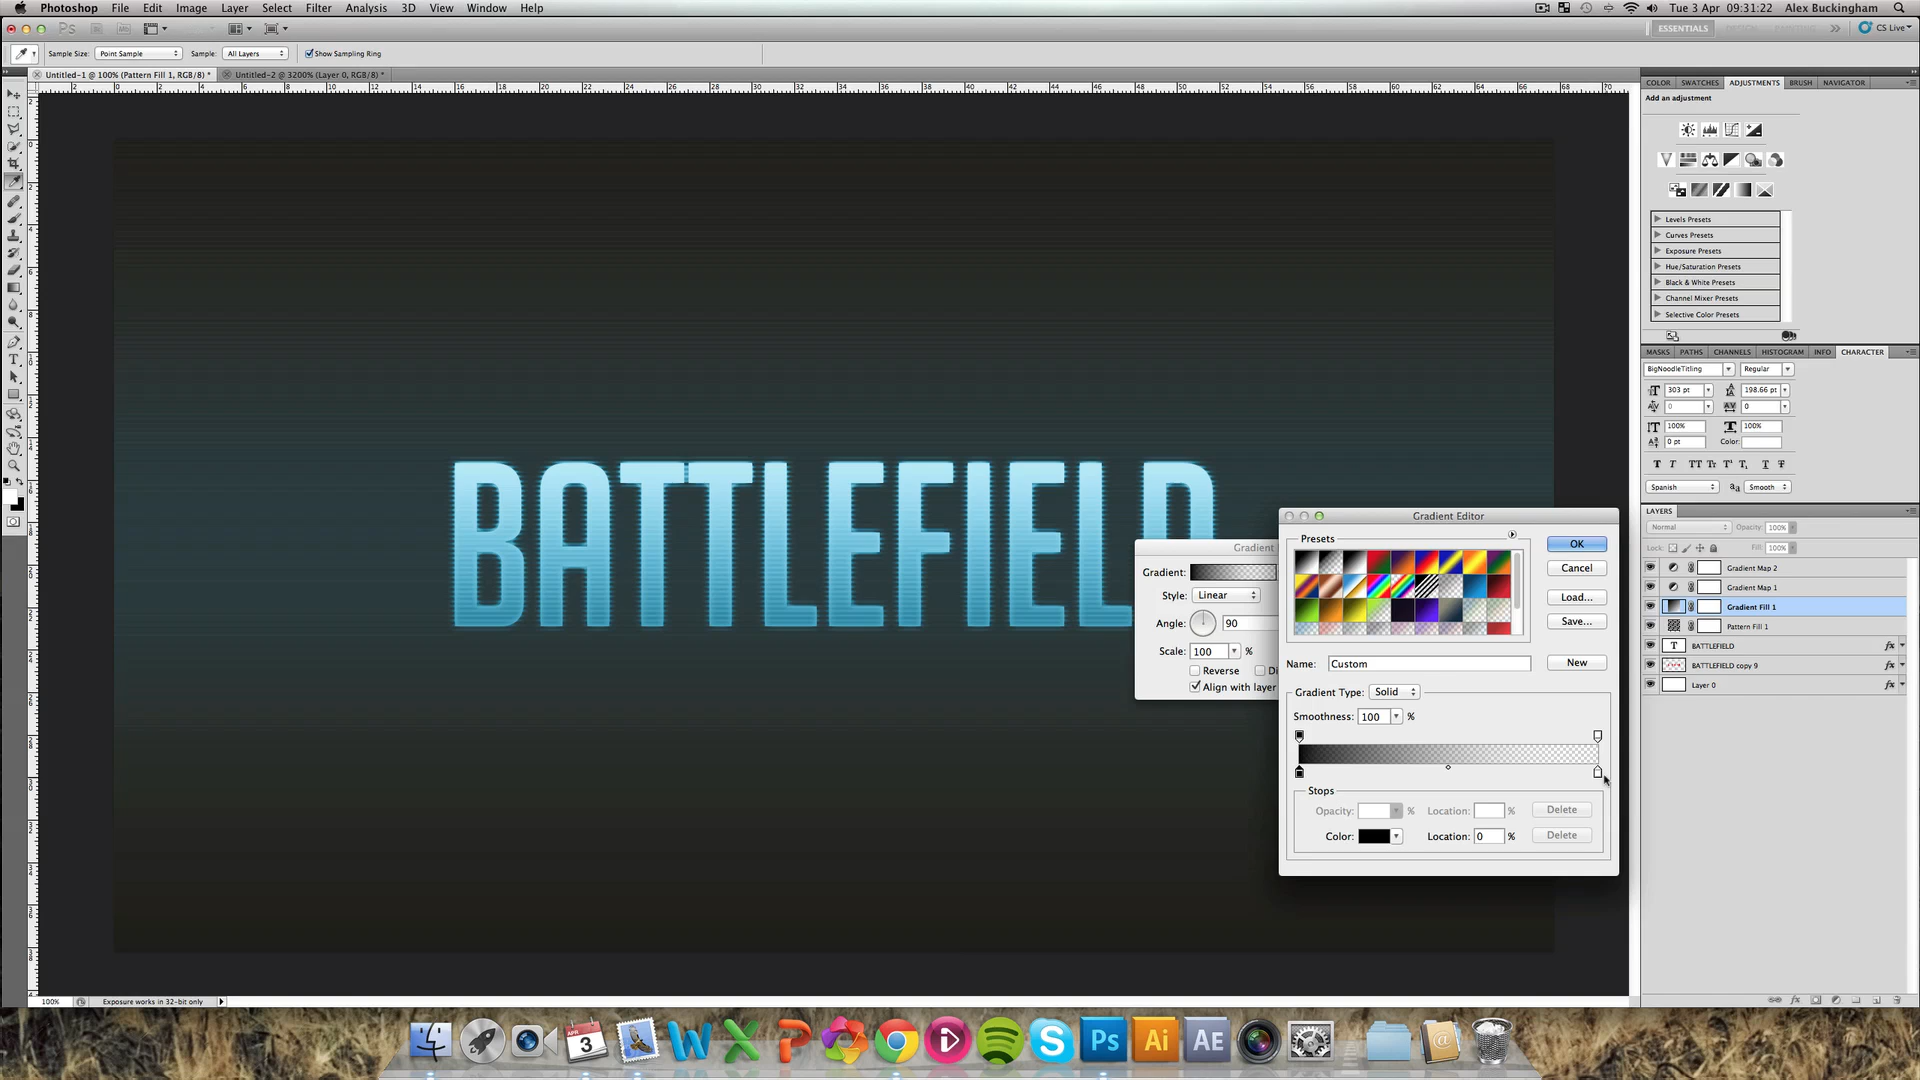 Photoshop File Edit Image Layer Select Filter Analysis 3D View Window Help
Tue 3 Apr 09:31:22 Alex Buckingham
Ps
ESSENTIALS
CS Live
Sample Size: Point Sample Sample: All Layers Show Sampling Ring
Untitled-1 @ 100% (Pattern Fill 1, RGB/8) *
Untitled-2 @ 3200% (Layer 0, RGB/8) *
COLOR SWATCHES ADJUSTMENTS BRUSH NAVIGATOR
Add an adjustment
Levels Presets
Curves Presets
Exposure Presets
Hue/Saturation Presets
Black & White Presets
Channel Mixer Presets
Selective Color Presets
MASKS PATHS CHANNELS HISTOGRAM INFO CHARACTER
BigNoodleTitling Regular
303 pt 198.66 pt
0 0
100% 100%
0 pt Color:
Spanish Smooth
LAYERS
Normal Opacity: 100%
Lock: Fill: 100%
Gradient Map 2
Gradient Map 1
Gradient Fill 1
Pattern Fill 1
BATTLEFIELD
BATTLEFIELD copy 9
Layer 0
BATTLEFIELD
Gradient
Gradient:
Style: Linear
Angle: 90
Scale: 100 %
Reverse
Align with layer
Gradient Editor
Presets
OK
Cancel
Load...
Save...
Name: Custom
New
Gradient Type: Solid
Smoothness: 100 %
Stops
Opacity: % Location: % Delete
Color: Location: 0 % Delete
100% Exposure works in 32-bit only
APR
3
W X P
Ps Ai AE